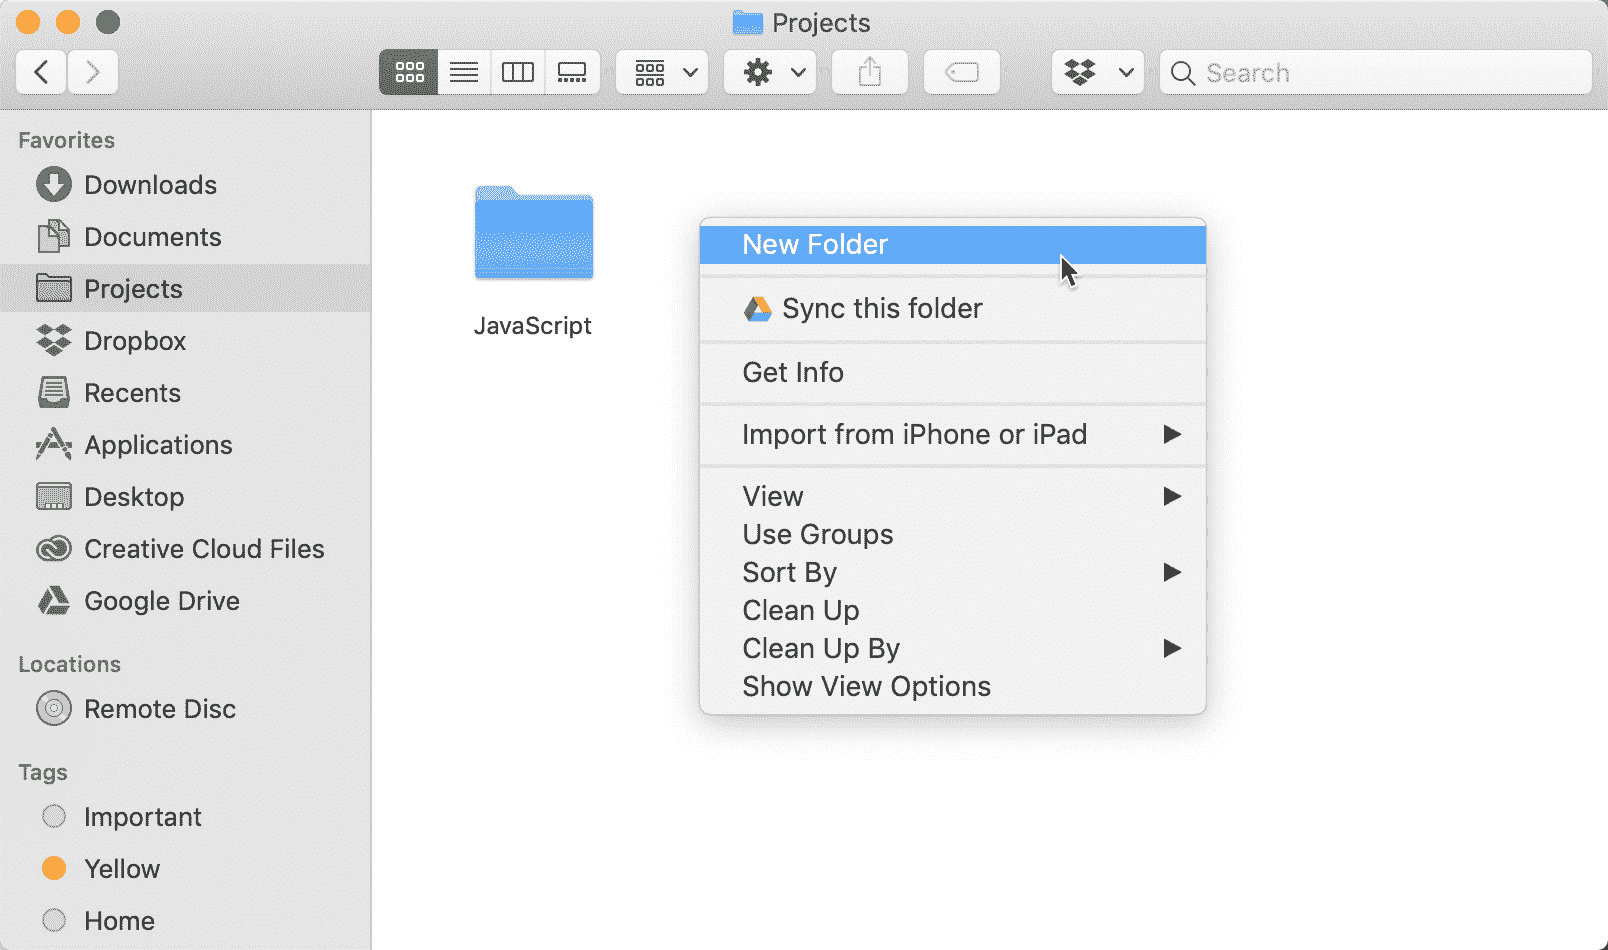 Projects
Search
Favorites
Downloads
Documents
Projects
Dropbox
Recents
Applications
Desktop
Creative Cloud Files
Google Drive
Locations
Remote Disc
Tags
Important
Yellow
Home
JavaScript
New Folder
Sync this folder
Get Info
Import from iPhone or iPad
View
Use Groups
Sort By
Clean Up
Clean Up By
Show View Options